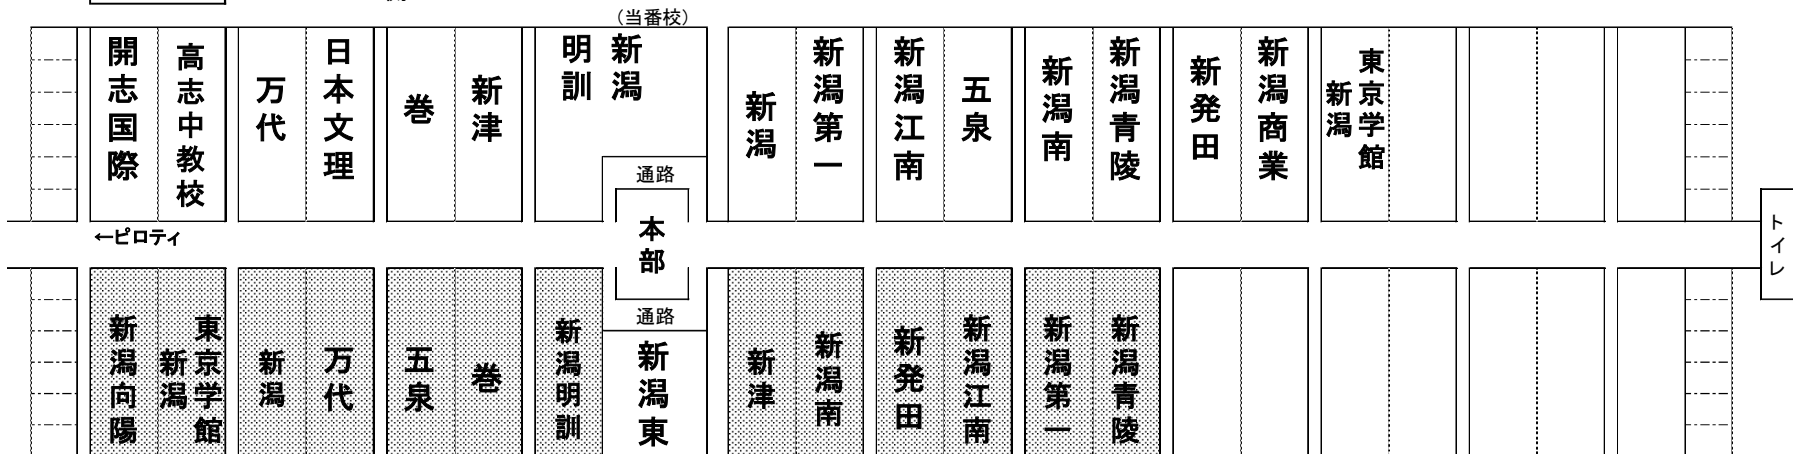 (当番校)
開志国際
高志中教校
万代
日本文理
巻
新津
新潟
明訓
新潟
新潟第一
新潟江南
五泉
新潟南
新潟青陵
新発田
新潟商業
東京学館
新潟
通路
本部
←ピロティ
トイレ
通路
新潟向陽
東京学館
新潟
新潟
万代
五泉
巻
新潟明訓
新潟東
新津
新潟南
新発田
新潟江南
新潟第一
新潟青陵